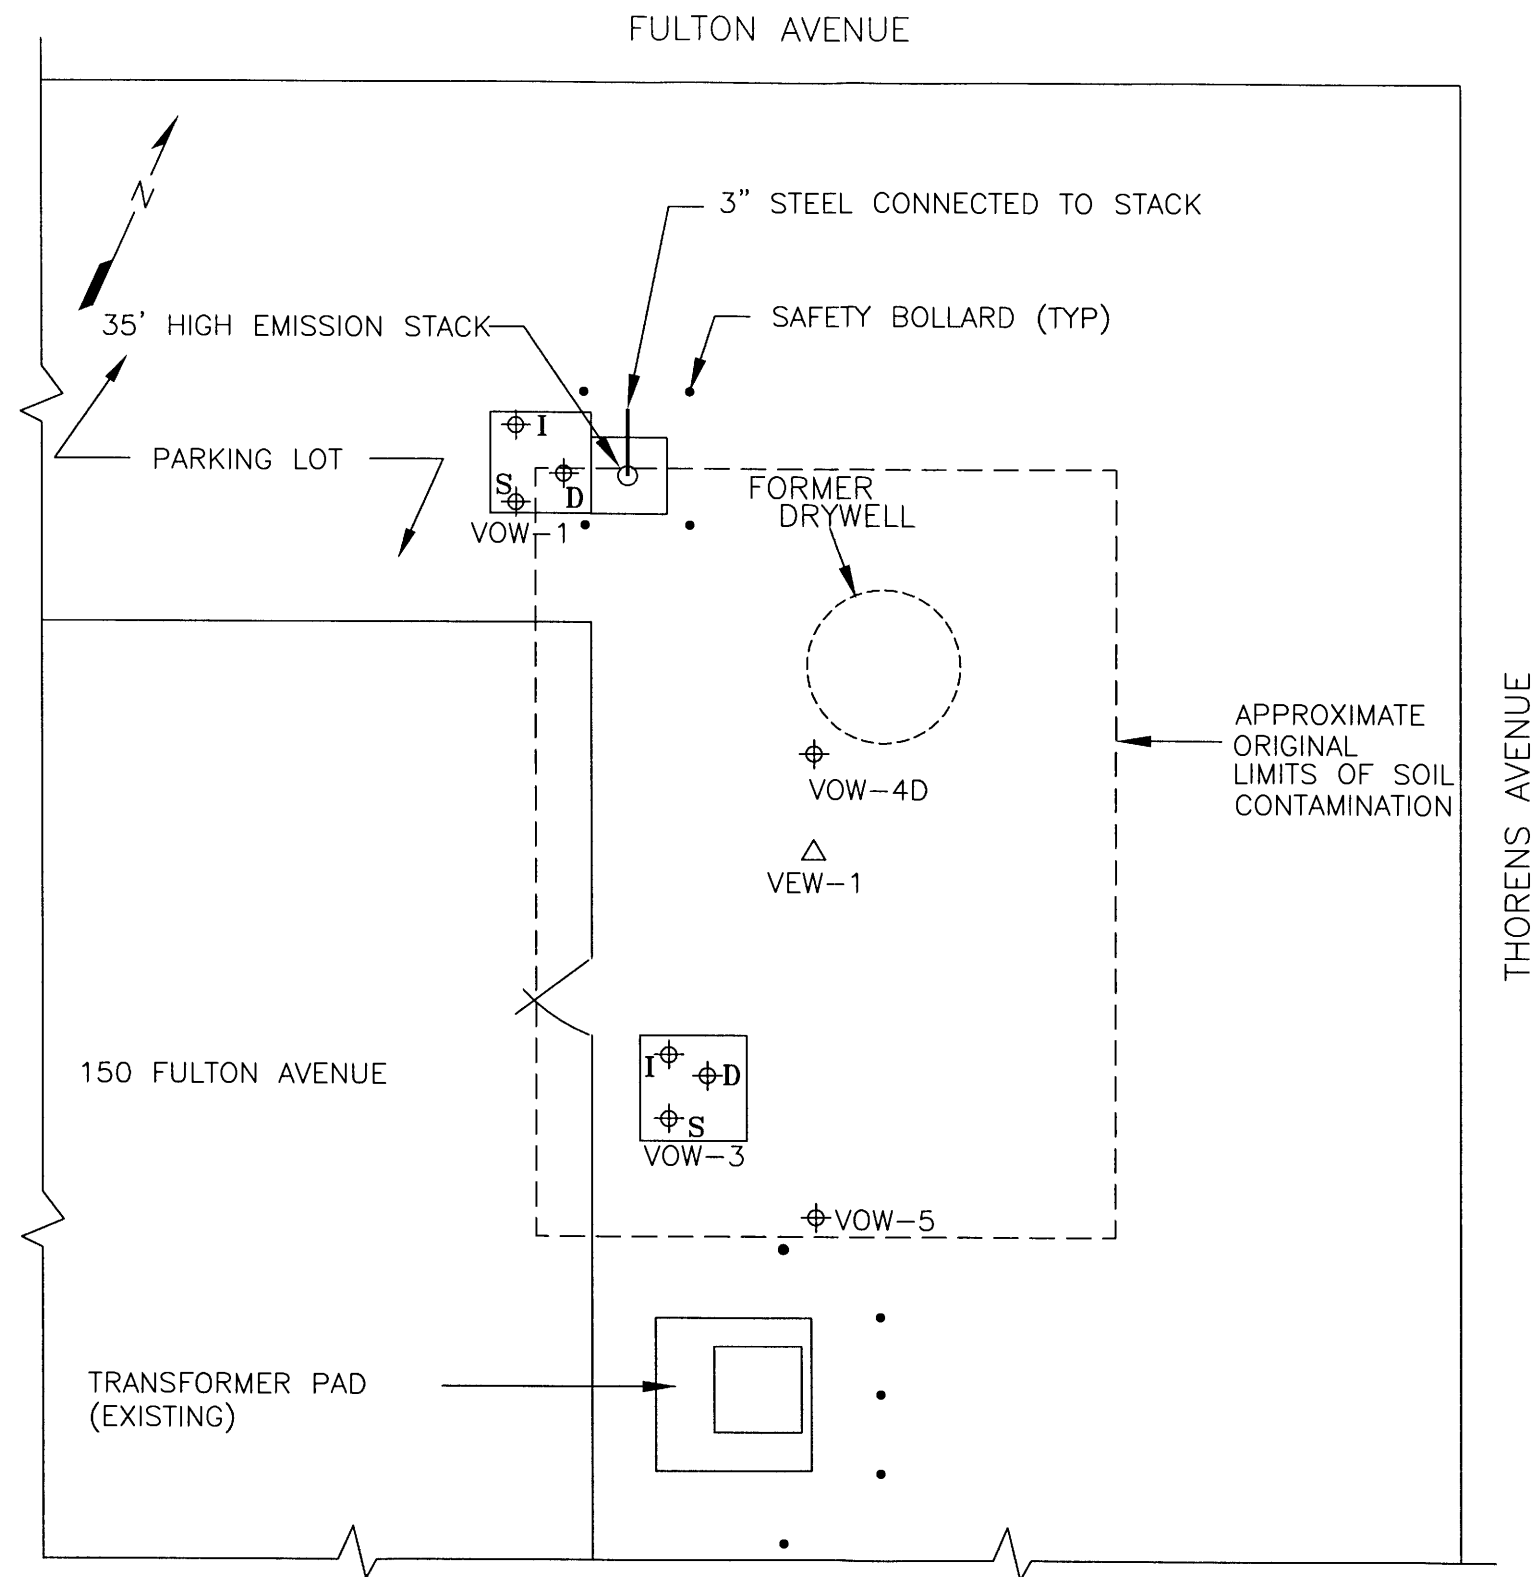 FULTON AVENUE
N
3” STEEL CONNECTED TO STACK
35’ HIGH EMISSION STACK
SAFETY BOLLARD (TYP)
PARKING LOT
I
S
D
VOW-1
FORMER
DRYWELL
APPROXIMATE
ORIGINAL
LIMITS OF SOIL
CONTAMINATION
THORENS AVENUE
VOW-4D
VEW-1
150 FULTON AVENUE
I
D
S
VOW-3
VOW-5
TRANSFORMER PAD
(EXISTING)